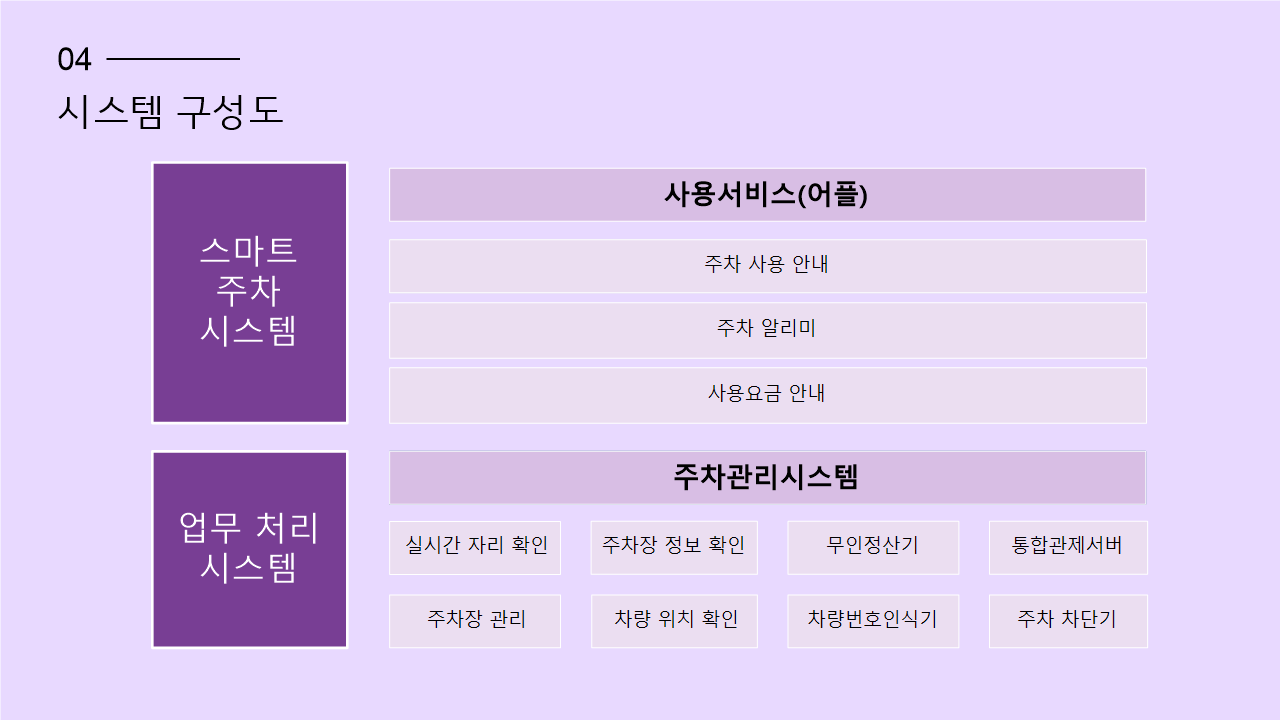 04
시스템 구성도
스마트
주차
시스템
사용서비스(어플)
주차 사용 안내
주차 알리미
사용요금 안내
업무 처리
시스템
주차관리시스템
실시간 자리 확인
주차장 정보 확인
무인정산기
통합관제서버
주차장 관리
차량 위치 확인
차량번호인식기
주차 차단기